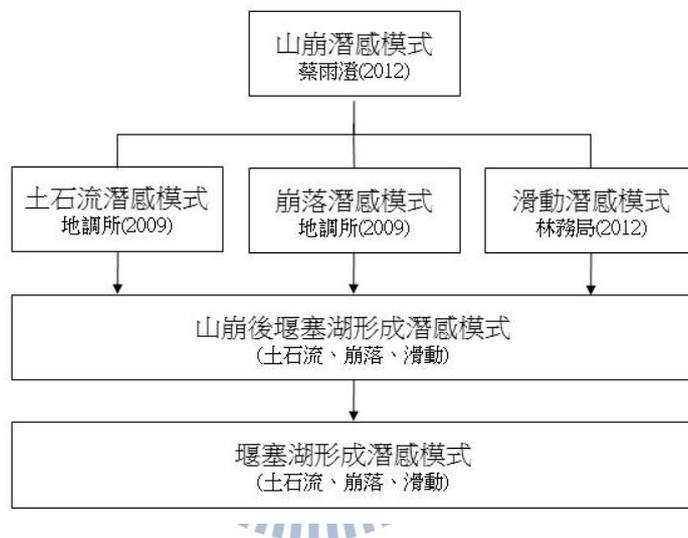 山崩潛感模式
蔡雨澄(2012)
土石流潛感模式
地調所(2009)
崩落潛感模式
地調所(2009)
滑動潛感模式
林務局(2012)
山崩後堰塞湖形成潛感模式
(土石流、崩落、滑動)
堰塞湖形成潛感模式
(土石流、崩落、滑動)